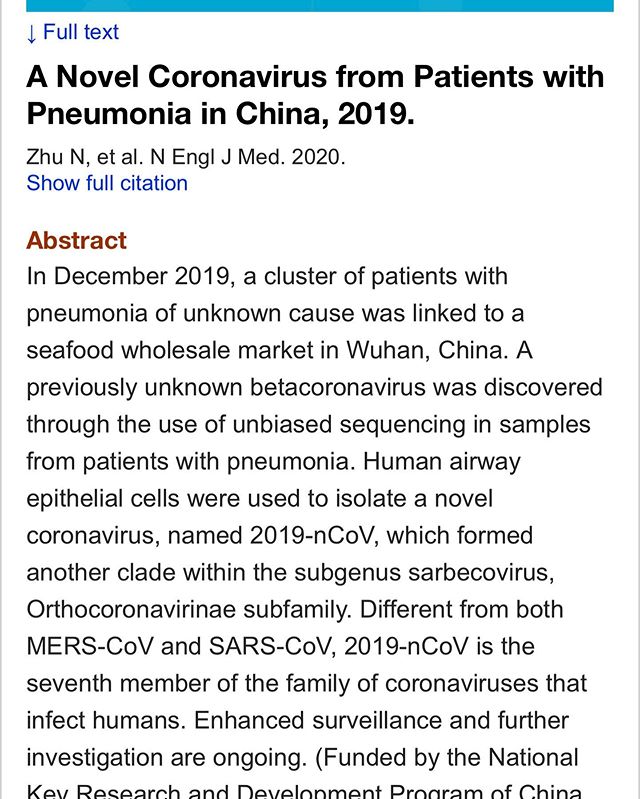 ↓ Full text
A Novel Coronavirus from Patients with
Pneumonia in China, 2019.
Zhu N, et al. N Engl J Med. 2020.
Show full citation
Abstract
In December 2019, a cluster of patients with
pneumonia of unknown cause was linked to a
seafood wholesale market in Wuhan, China. A
previously unknown betacoronavirus was discovered
through the use of unbiased sequencing in samples
from patients with pneumonia. Human airway
epithelial cells were used to isolate a novel
coronavirus, named 2019-nCoV, which formed
another clade within the subgenus sarbecovirus,
Orthocoronavirinae subfamily. Different from both
MERS-CoV and SARS-CoV, 2019-nCoV is the
seventh member of the family of coronaviruses that
infect humans. Enhanced surveillance and further
investigation are ongoing. (Funded by the National
Key Research and Development Program of China